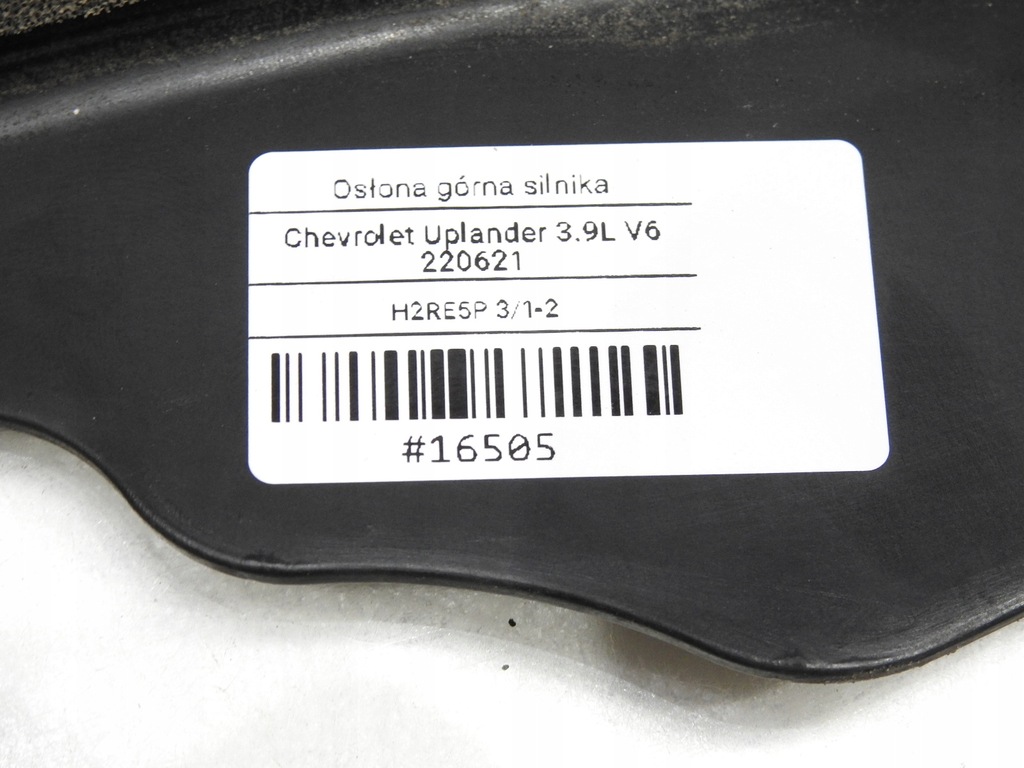 Osłona górna silnika
Chevrolet Uplander 3.9L V6
220621
H2RE5P 3/1-2
#16505